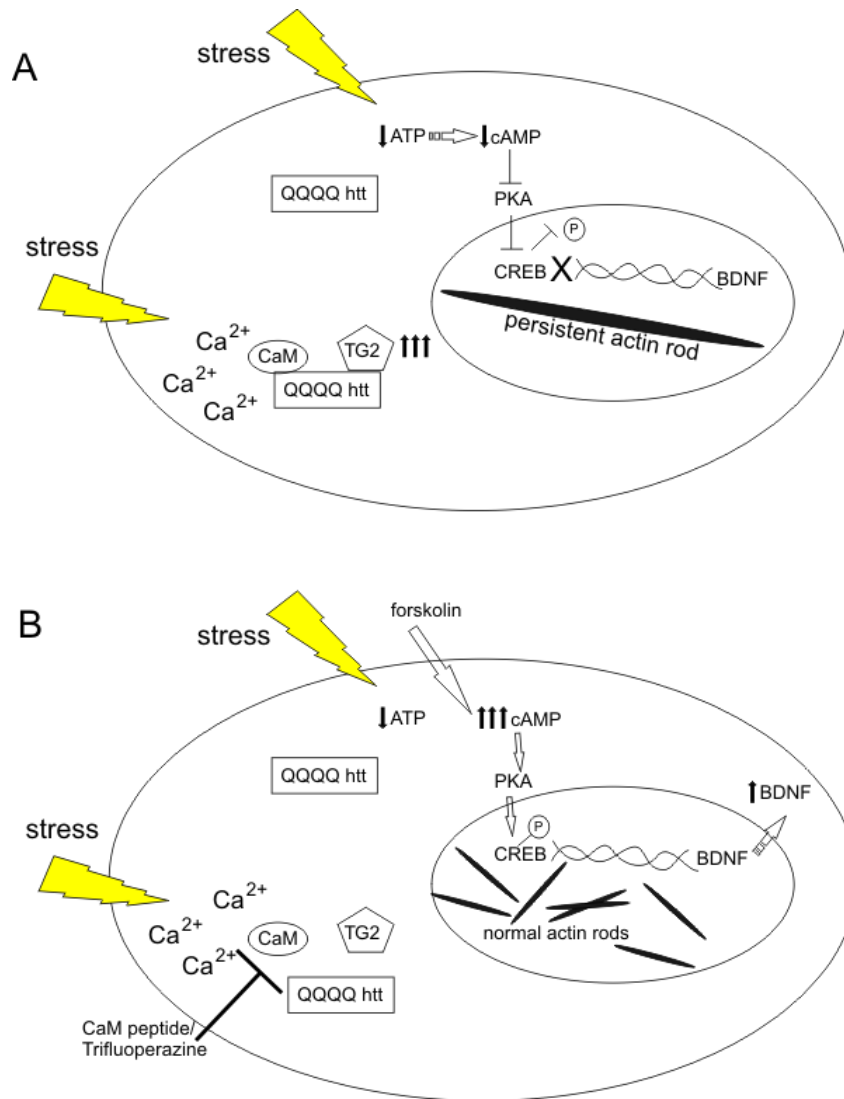 A
stress
ATP
cAMP
QQQQ htt
PKA
P
stress
CREB X
BDNF
persistent actin rod
Ca2+
CaM
TG2
Ca2+
QQQQ htt
Ca2+
B
forskolin
stress
ATP
cAMP
QQQQ htt
PKA
BDNF
P
stress
CREB
BDNF
Ca2+
Ca2+
CaM
TG2
normal actin rods
Ca2+
QQQQ htt
CaM peptide/
Trifluoperazine